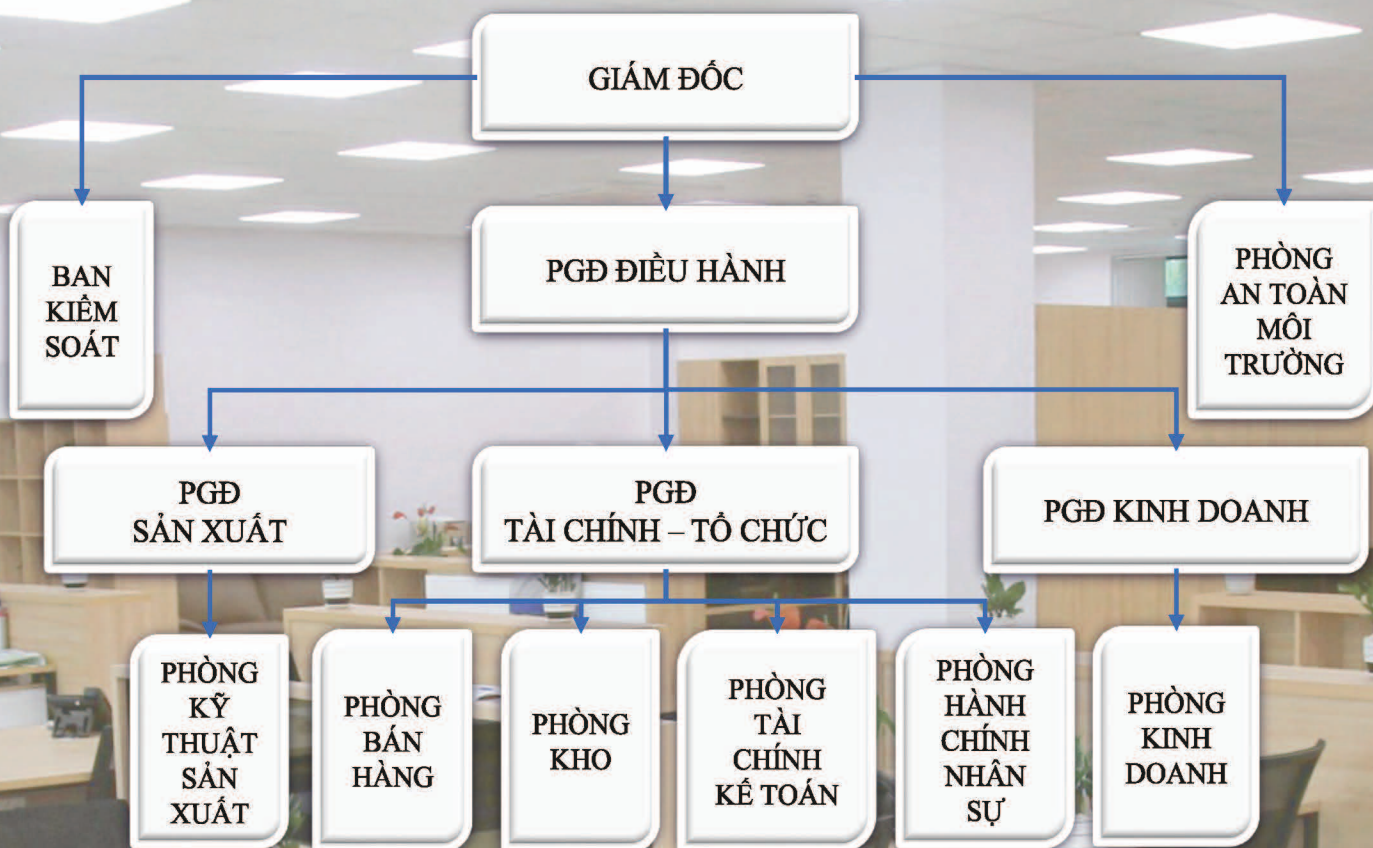 GIÁM ĐỐC
BAN
KIỂM
SOÁT
PGĐ ĐIỀU HÀNH
PHÒNG
AN TOÀN
MÔI
TRƯỜNG
PGĐ
SẢN XUẤT
PGĐ
TÀI CHÍNH – TỔ CHỨC
PGĐ KINH DOANH
PHÒNG
KỸ
THUẬT
SẢN
XUẤT
PHÒNG
BÁN
HÀNG
PHÒNG
KHO
PHÒNG
TÀI
CHÍNH
KẾ TOÁN
PHÒNG
HÀNH
CHÍNH
NHÂN
SỰ
PHÒNG
KINH
DOANH